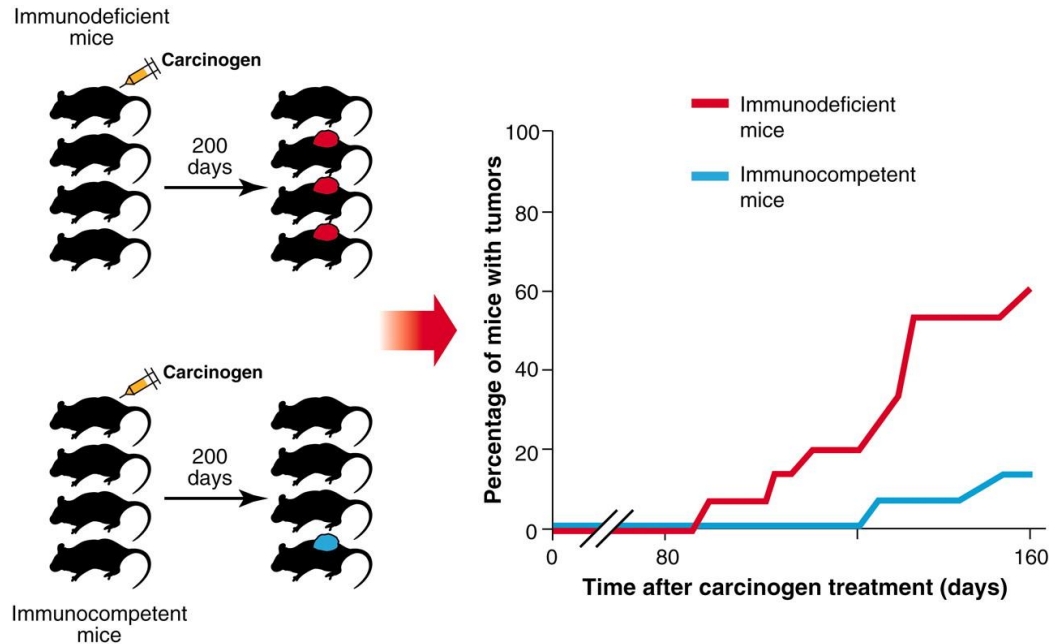 Immunodeficient
mice
Carcinogen
200
days
Carcinogen
200
days
Immunocompetent
mice
Immunodeficient
mice
Immunocompetent
mice
Percentage of mice with tumors
100
80
60
40
20
0
0
80
160
Time after carcinogen treatment (days)